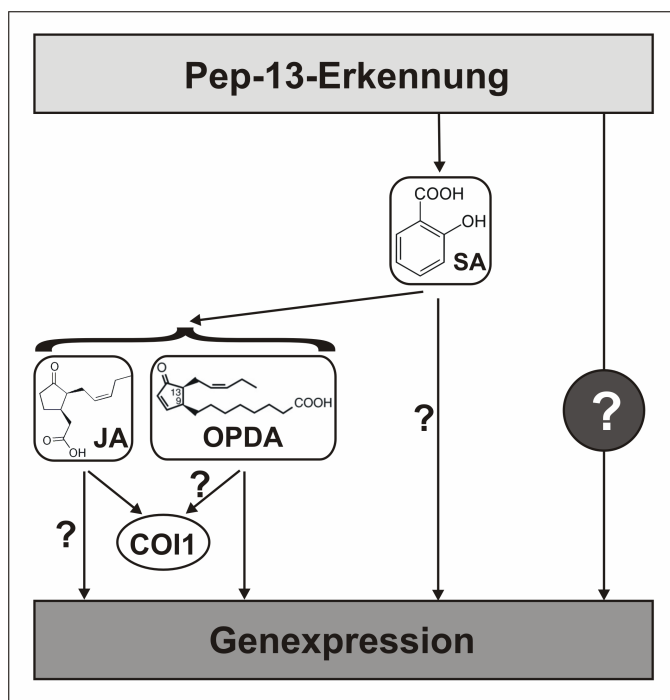 Pep-13-Erkennung
COOH
OH
SA
O
O
13
9
COOH
O
OH
JA
OPDA
?
?
?
?
COI1
Genexpression